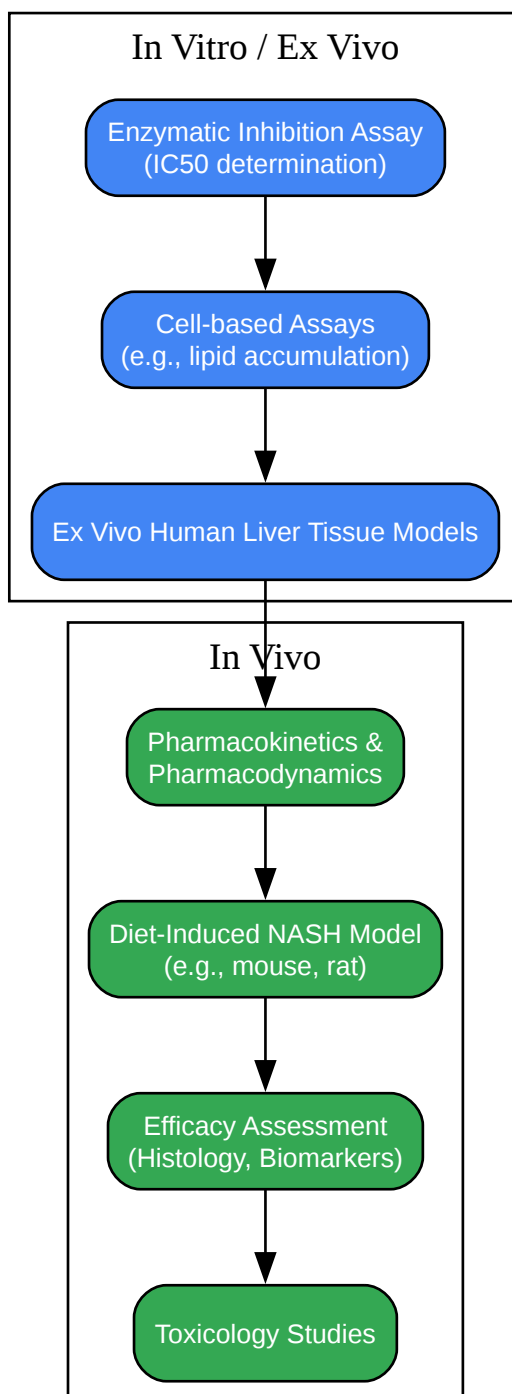 In Vitro / Ex Vivo
Enzymatic Inhibition Assay
(IC50 determination)
Cell-based Assays
(e.g., lipid accumulation)
Ex Vivo Human Liver Tissue Models
In Vivo
Pharmacokinetics &
Pharmacodynamics
Diet-Induced NASH Model
(e.g., mouse, rat)
Efficacy Assessment
(Histology, Biomarkers)
Toxicology Studies